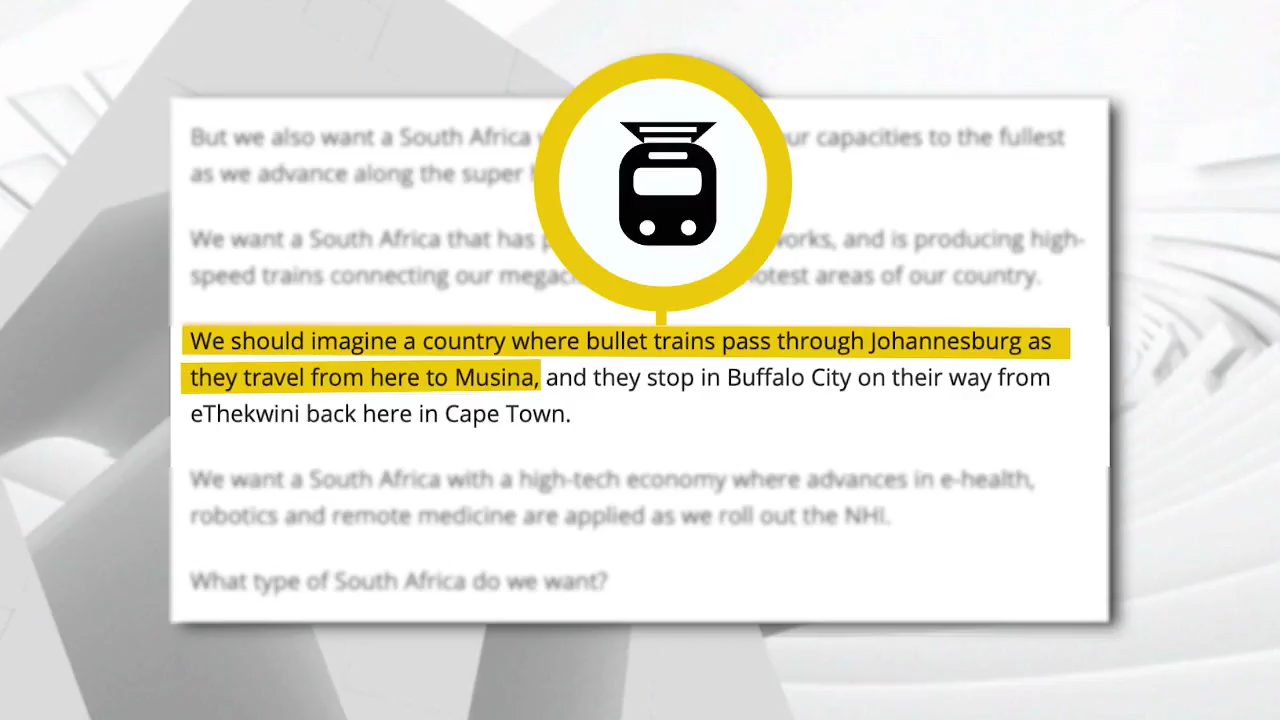 But we also want a South Africa ur capacities to the fullest
as we advance along the super
We want a South Africa that has works, and is producing high-
speed trains connecting our areas of our country.
We should imagine a country where bullet trains pass through Johannesburg as
they travel from here to Musina, and they stop in Buffalo City on their way from
eThekwini back here in Cape Town.
We want a South Africa with a high-tech economy where advances in e-health,
robotics and remote medicine are applied as we roll out the NHI.
What type of South Africa do we want?